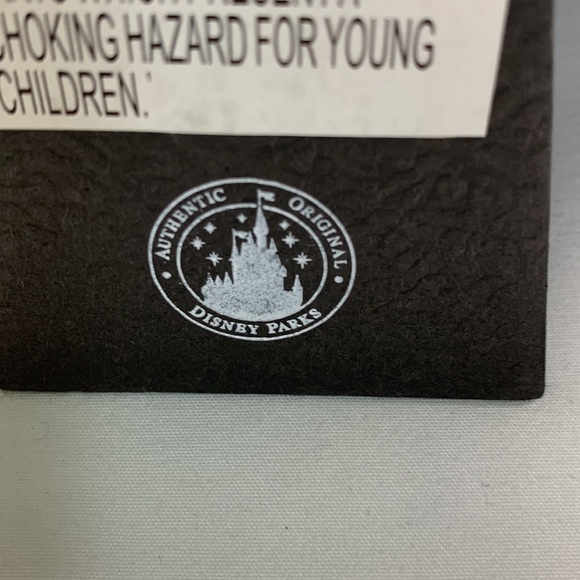 CHOKING HAZARD FOR YOUNG
CHILDREN.'
AUTHENTIC ORIGINAL
DISNEY PARKS